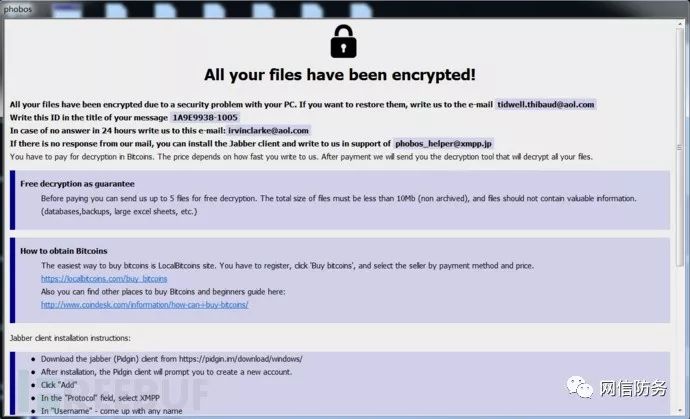 phobos
All your files have been encrypted!
All your files have been encrypted due to a security problem with your PC. If you want to restore them, write us to the e-mail tidwell.thibaud@aol.com
Write this ID in the title of your message 1A9E9938-1005
In case of no answer in 24 hours write us to this e-mail: irvinclarke@aol.com
If there is no response from our mail, you can install the Jabber client and write to us in support of phobos_helper@xmpp.jp
You have to pay for decryption in Bitcoins. The price depends on how fast you write to us. After payment we will send you the decryption tool that will decrypt all your files.
Free decryption as guarantee
Before paying you can send us up to 5 files for free decryption. The total size of files must be less than 10Mb (non archived), and files should not contain valuable information.
(databases,backups, large excel sheets, etc.)
How to obtain Bitcoins
The easiest way to buy bitcoins is LocalBitcoins site. You have to register, click 'Buy bitcoins', and select the seller by payment method and price.
https://localbitcoins.com/buy_bitcoins
Also you can find other places to buy Bitcoins and beginners guide here:
http://www.coindesk.com/information/how-can-i-buy-bitcoins/
Jabber client installation instructions:
• Download the jabber (Pidgin) client from https://pidgin.im/download/windows/
• After installation, the Pidgin client will prompt you to create a new account.
• Click "Add"
• In the "Protocol" field, select XMPP
• In "Username" - come up with any name
REEBUF
网信防务